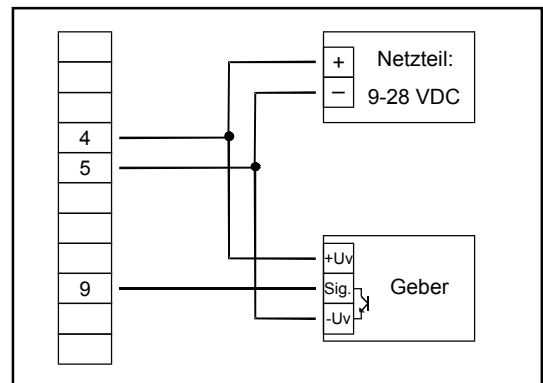 +
–
Netzteil:
9-28 VDC
4
5
9
+Uv
Sig.
-Uv
Geber